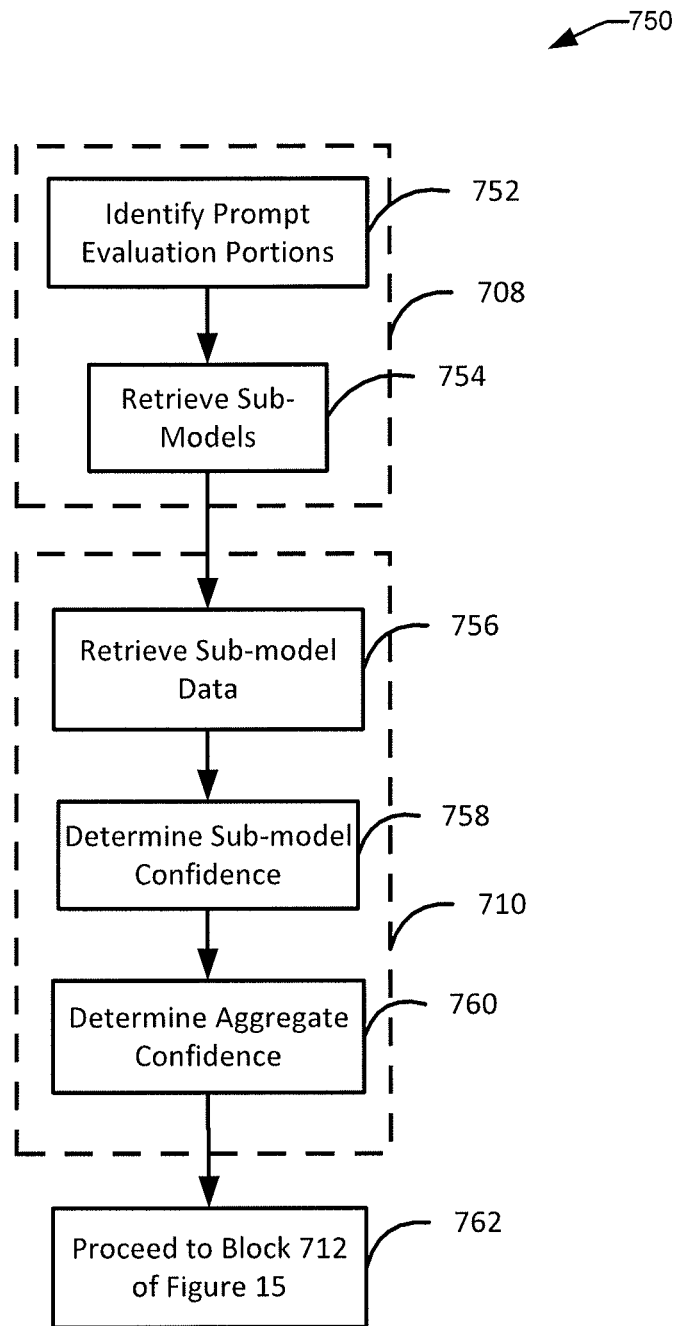 750
Identify Prompt
Evaluation Portions
752
708
Retrieve Sub-
Models
754
Retrieve Sub-model
Data
756
Determine Sub-model
Confidence
758
710
Determine Aggregate
Confidence
760
Proceed to Block 712
of Figure 15
762